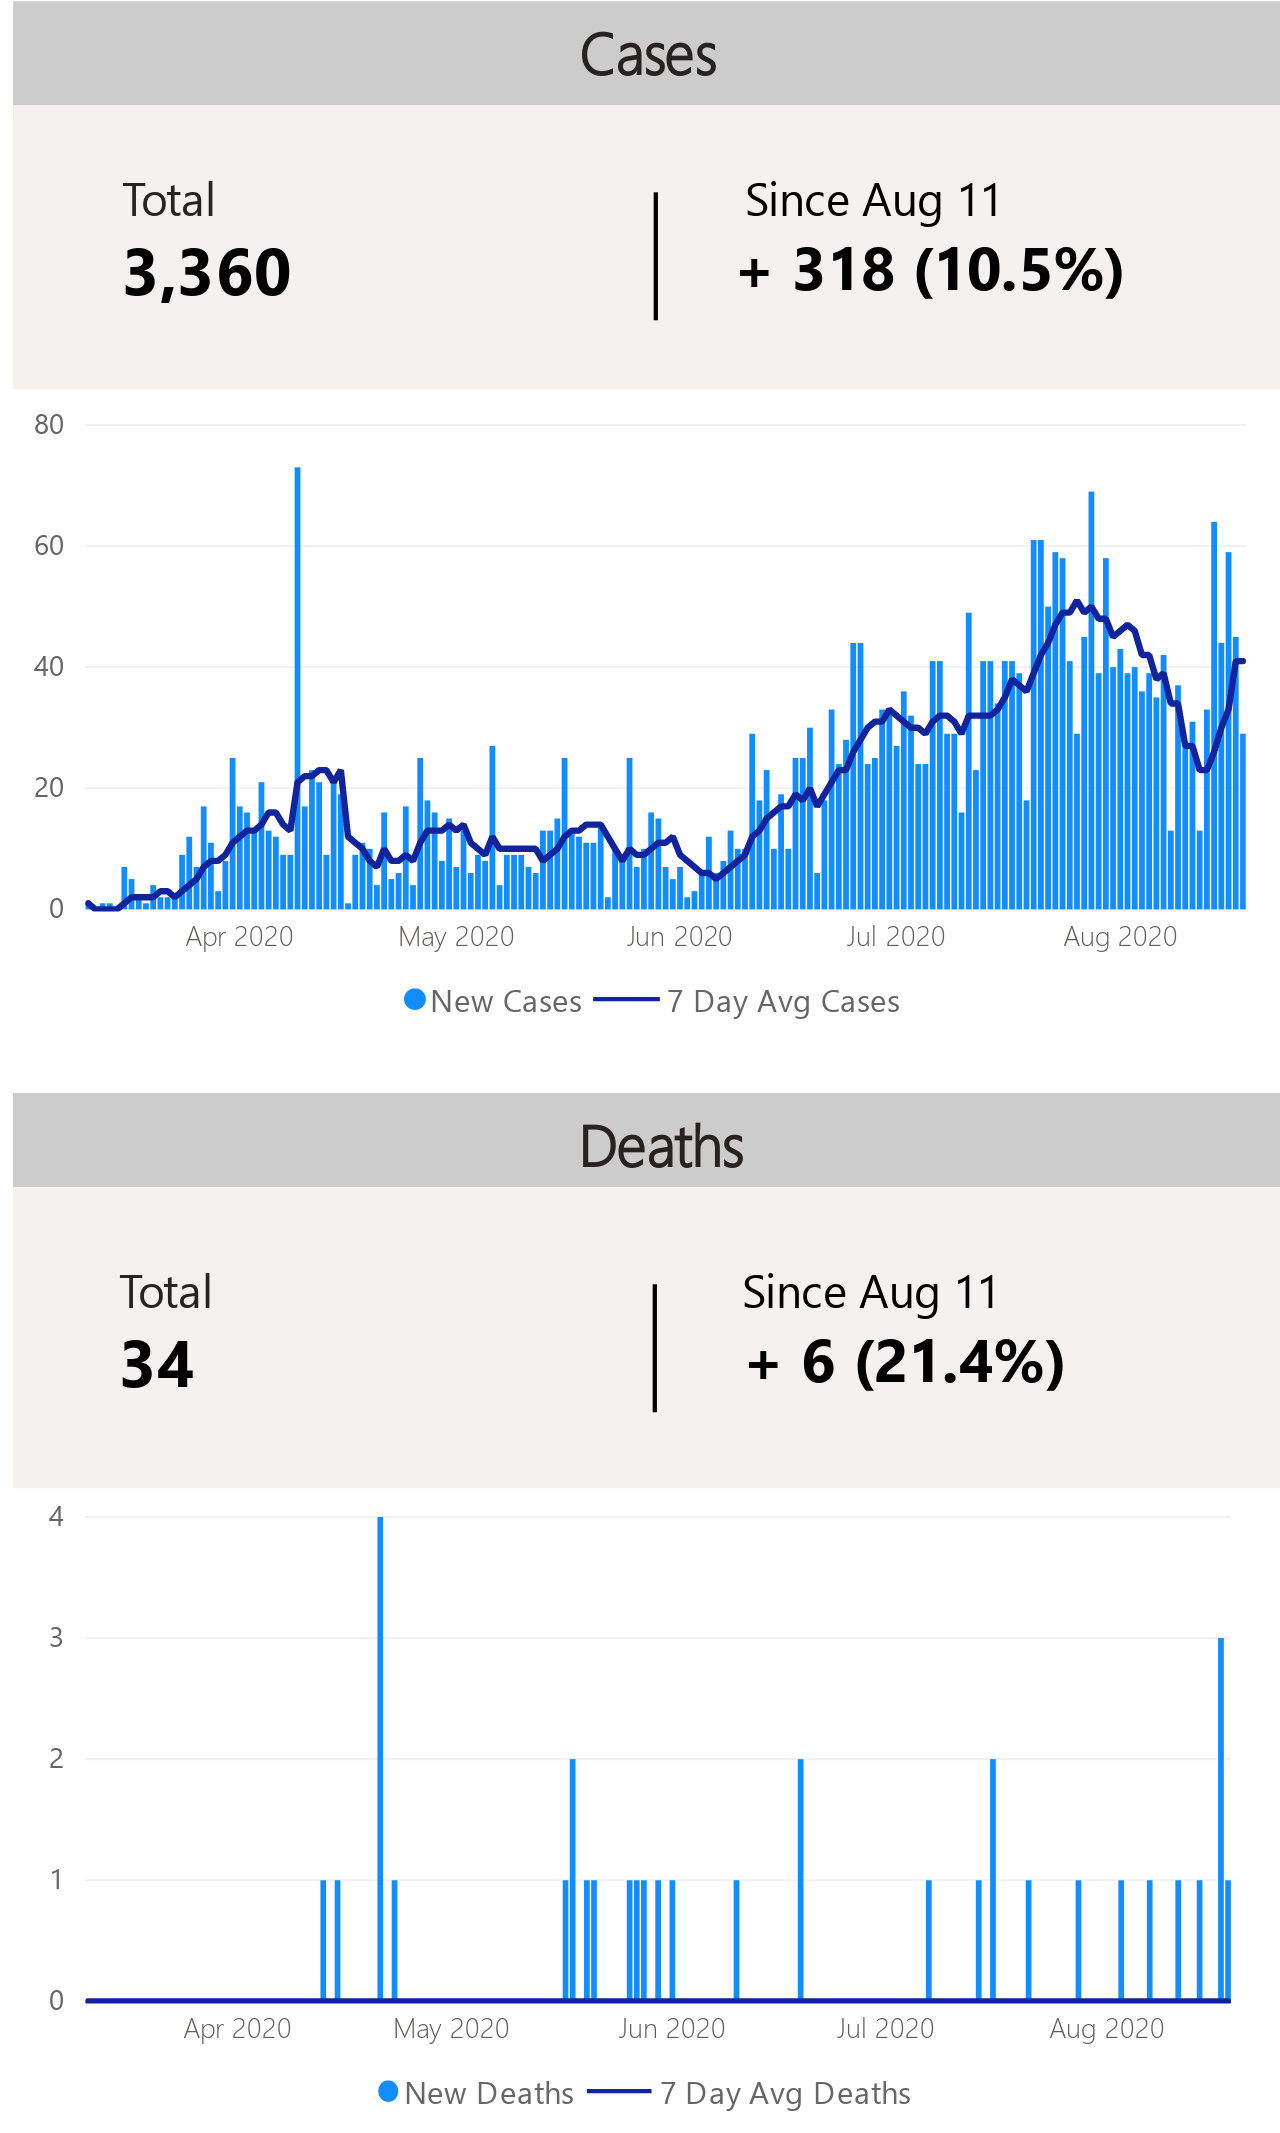 Cases
Total
Since Aug 11
3,360
+ 318 (10.5%)
80
60
40
20
0
Apr 2020
May 2020
Jun 2020
Jul 2020
Aug 2020
New Cases
7 Day Avg Cases
Deaths
Total
Since Aug 11
34
+ 6 (21.4%)
4
3
2
1
0
Apr 2020
May 2020
Jun 2020
Jul 2020
Aug 2020
New Deaths
7 Day Avg Deaths